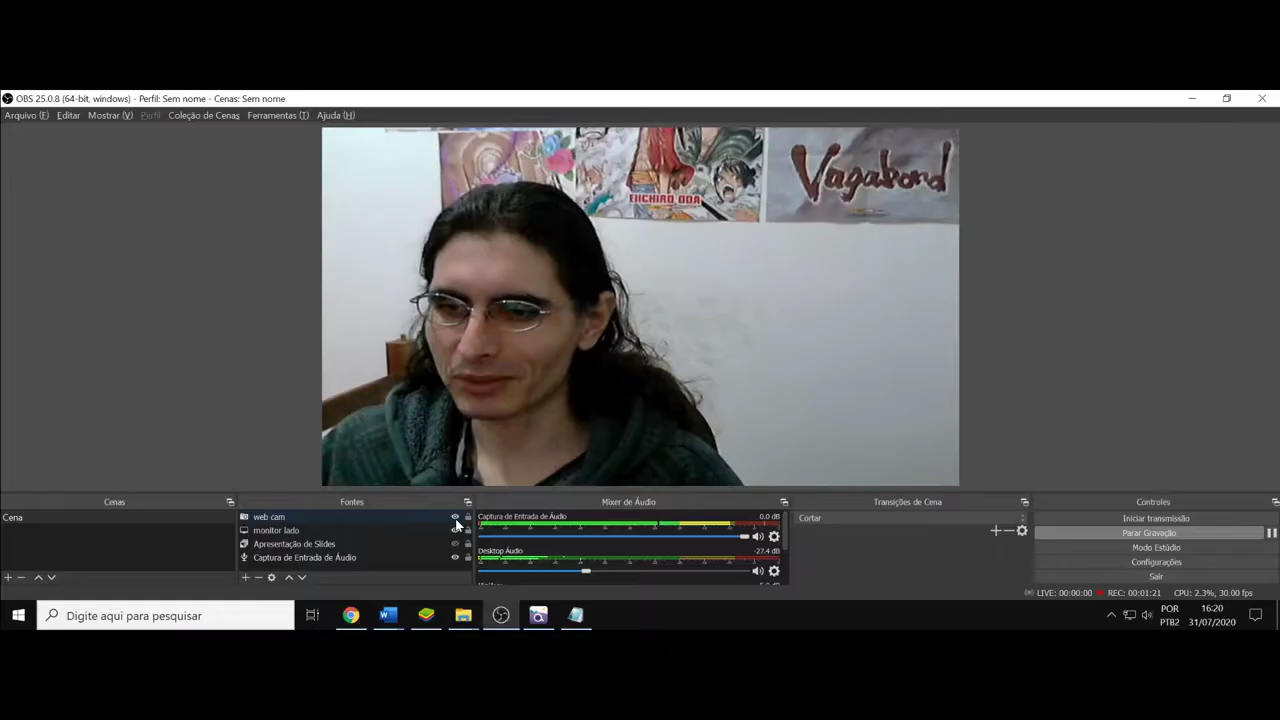 OBS 25.0.8 (64-bit, windows) - Perfil: Sem nome - Cenas: Sem nome
Arquivo (F) Editar Mostrar (V) Perfil Coleção de Cenas Ferramentas (T) Ajuda (H)
EIICHIRO ODA
Vagabond
Cenas
Cena
Fontes
web cam
monitor lado
Apresentação de Slides
Captura de Entrada de Áudio
Mixer de Áudio
Captura de Entrada de Áudio 0.0 dB
Desktop Áudio -27.4 dB
Transições de Cena
Cortar
Controles
Iniciar transmissão
Parar Gravação
Modo Estúdio
Configurações
Sair
LIVE: 00:00:00 REC: 00:01:21 CPU: 2.3%, 30.00 fps
Digite aqui para pesquisar
POR
PTB2
16:20
31/07/2020